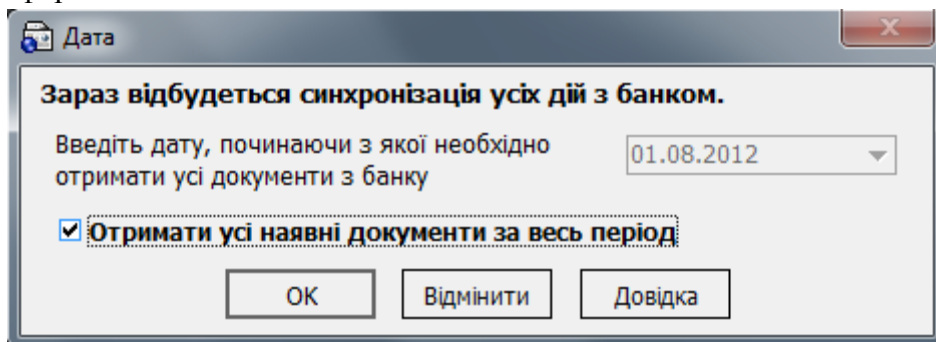 Дата
Зараз відбудеться синхронізація усіх дій з банком.
Введіть дату, починаючи з якої необхідно
отримати усі документи з банку
01.08.2012
Отримати усі наявні документи за весь період
OK
Відмінити
Довідка